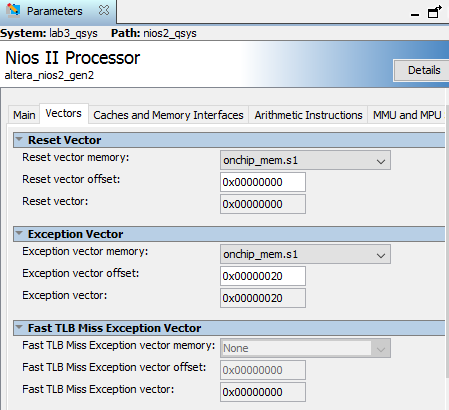 Parameters
System: lab3_qsys Path: nios2_qsys
Nios II Processor
altera_nios2_gen2
Details
Main Vectors Caches and Memory Interfaces Arithmetic Instructions MMU and MPU
Reset Vector
Reset vector memory: onchip_mem.s1
Reset vector offset: 0x00000000
Reset vector: 0x00000000
Exception Vector
Exception vector memory: onchip_mem.s1
Exception vector offset: 0x00000020
Exception vector: 0x00000020
Fast TLB Miss Exception Vector
Fast TLB Miss Exception vector memory: None
Fast TLB Miss Exception vector offset: 0x00000000
Fast TLB Miss Exception vector: 0x00000000